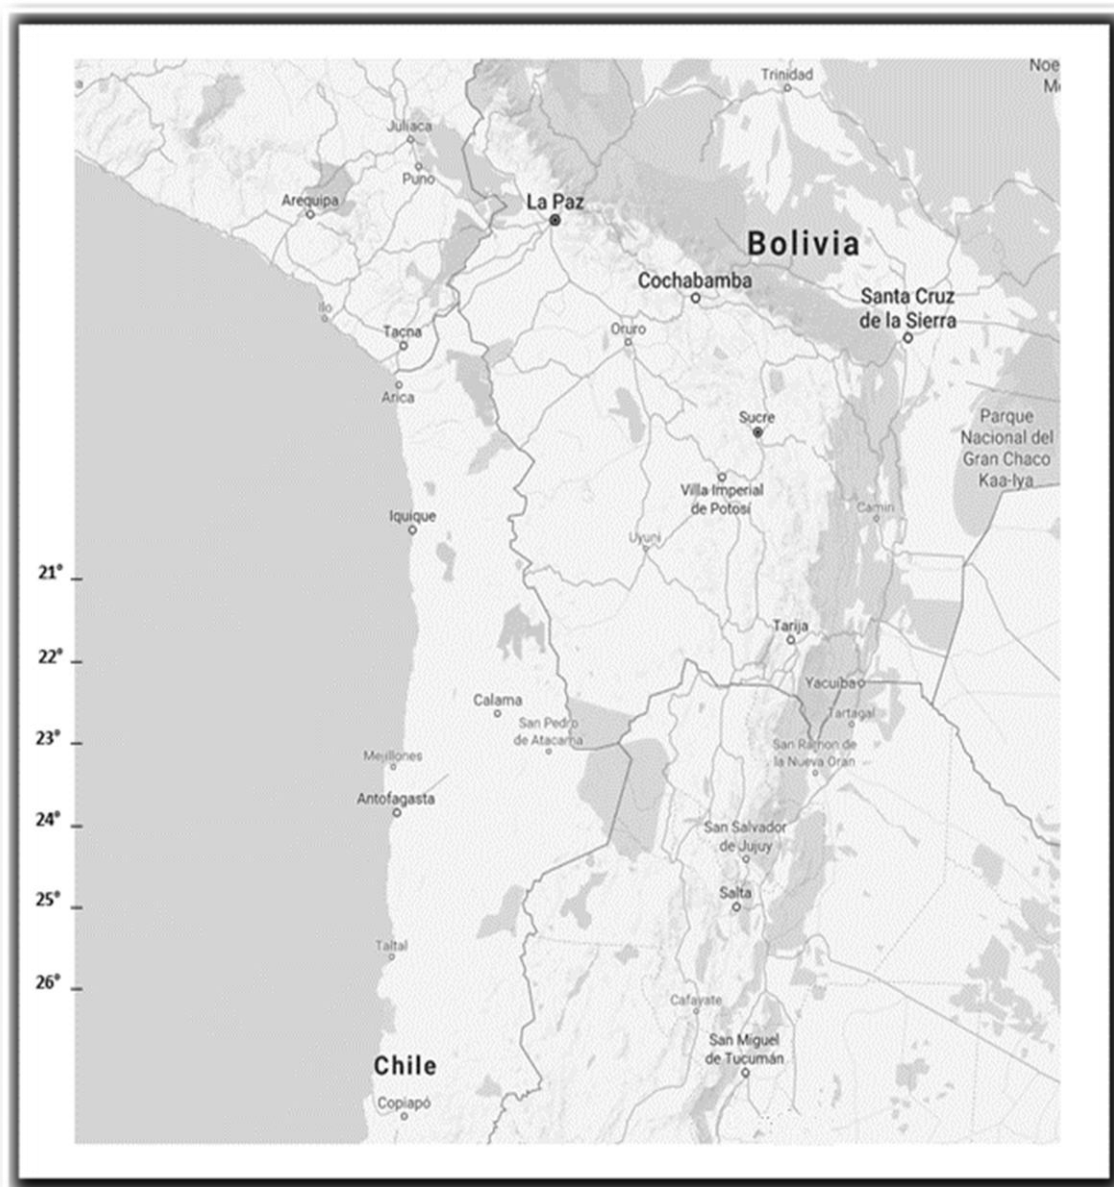 Trinidad
Noe
M
a
Juliaca
Puno
Arequipa
La Paz
Bolivia
Cochabamba
Santa Cruz
de la Sierra
Ilo
Tacna
Oruro
Arica
Sucre
Parque
Nacional del
Gran Chaco
Kaa-Iya
Villa Imperial
de Potosí
Camiri
Iquique
Uyuni
21°
Tarija
22°
Yacuiba
Calama
Tartagal
San Pedro
de Atacama
23°
San Ramon de
la Nueva Oran
Mejillones
Antofagasta
24°
San Salvador
de Jujuy
Salta
25°
Taltal
26°
Cafayate
San Miguel
de Tucumán
Chile
Copiapó